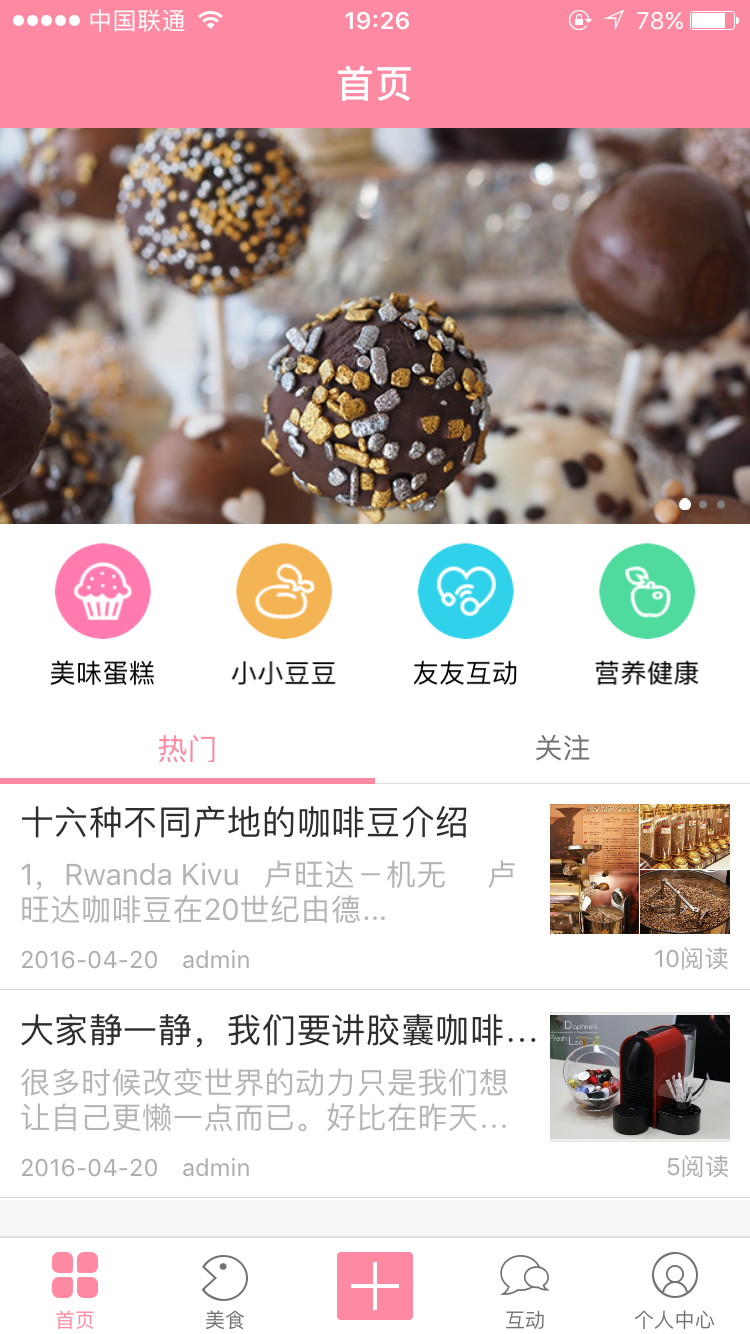 中国联通
19:26
78%
首页
美味蛋糕
小小豆豆
友友互动
营养健康
热门
关注
十六种不同产地的咖啡豆介绍
1，Rwanda Kivu 卢旺达－机无 卢
旺达咖啡豆在20世纪由德...
2016-04-20 admin
10阅读
大家静一静，我们要讲胶囊咖啡...
Daphne's
Fresh
Loo
很多时候改变世界的动力只是我们想
让自己更懒一点而已。好比在昨天...
2016-04-20 admin
5阅读
首页
美食
互动
个人中心